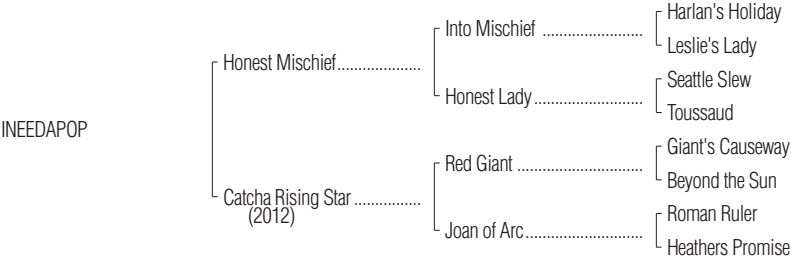 Harlan's Holiday
Into Mischief ........................
Leslie's Lady
Honest Mischief....................
Seattle Slew
Honest Lady..........................
Toussaud
INEEDAPOP
Giant's Causeway
Red Giant ..............................
Beyond the Sun
Catcha Rising Star ................
(2012)
Roman Ruler
Joan of Arc............................
Heathers Promise